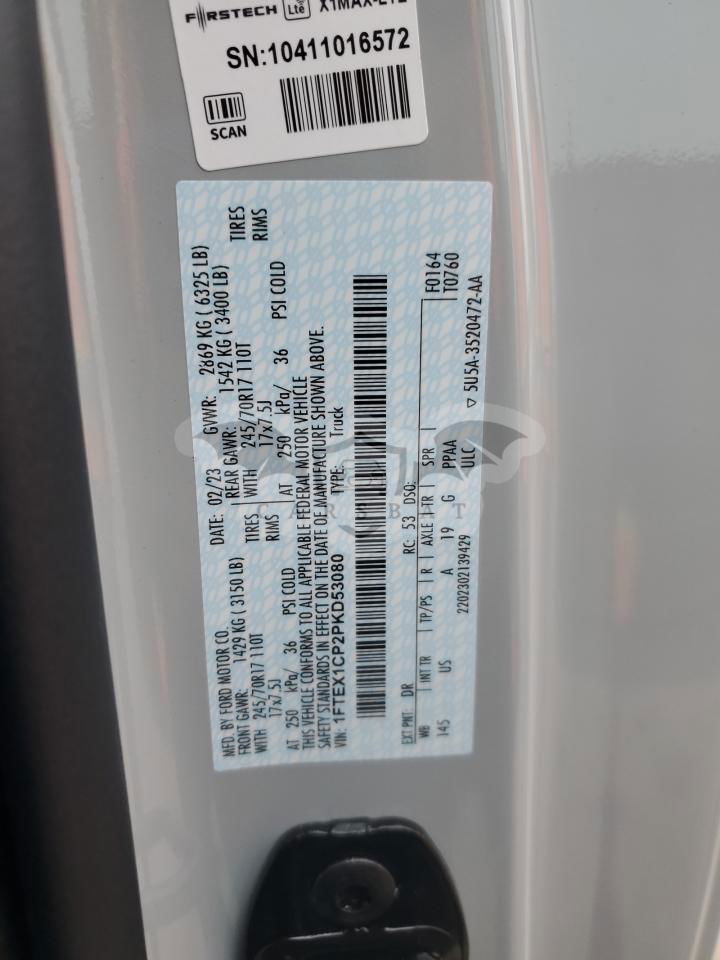 FIRSTECH LTE X1MAX-LTE
SN:10411016572
SCAN
MFD. BY FORD MOTOR CO.
DATE: 02/23 GVWR: 2869 KG ( 6325 LB)
FRONT GAWR: 1429 KG ( 3150 LB) REAR GAWR: 1542 KG ( 3400 LB)
WITH 245/70R17 110T TIRES WITH 245/70R17 110T TIRES
17x7.5J RIMS 17x7.5J RIMS
AT 250 kPa/ 36 PSI COLD AT 250 kPa/ 36 PSI COLD
THIS VEHICLE CONFORMS TO ALL APPLICABLE FEDERAL MOTOR VEHICLE
SAFETY STANDARDS IN EFFECT ON THE DATE OF MANUFACTURE SHOWN ABOVE.
VIN: 1FTEX1CP2PKD53080 TYPE: Truck
EXT PNT: DR RC: 53 DSO: F0164
WB INT TR TP/PS R AXLE TR SPR T0760
145 US A 19 G PPAA
2202302139429 ULC ▽ 5U5A-3520472-AA
CARSBAT